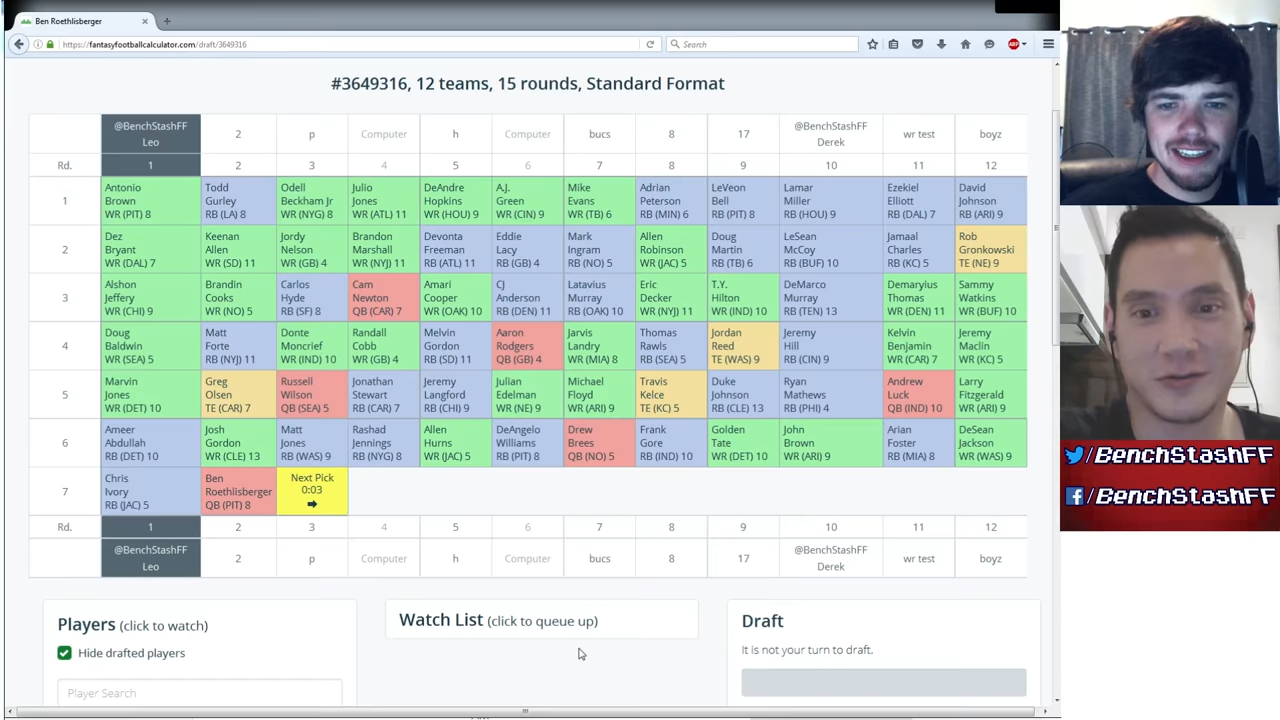 Ben Roethlisberger
https://fantasyfootballcalculator.com/draft/3649316
Search
ABP
#3649316, 12 teams, 15 rounds, Standard Format
@BenchStashFF
Leo
2
p
Computer
h
Computer
bucs
8
17
@BenchStashFF
Derek
wr test
boyz
Rd.
1
2
3
4
5
6
7
8
9
10
11
12
1
Antonio
Brown
WR (PIT) 8
Todd
Gurley
RB (LA) 8
Odell
Beckham Jr
WR (NYG) 8
Julio
Jones
WR (ATL) 11
DeAndre
Hopkins
WR (HOU) 9
A.J.
Green
WR (CIN) 9
Mike
Evans
WR (TB) 6
Adrian
Peterson
RB (MIN) 6
LeVeon
Bell
RB (PIT) 8
Lamar
Miller
RB (HOU) 9
Ezekiel
Elliott
RB (DAL) 7
David
Johnson
RB (ARI) 9
2
Dez
Bryant
WR (DAL) 7
Keenan
Allen
WR (SD) 11
Jordy
Nelson
WR (GB) 4
Brandon
Marshall
WR (NYJ) 11
Devonta
Freeman
RB (ATL) 11
Eddie
Lacy
RB (GB) 4
Mark
Ingram
RB (NO) 5
Allen
Robinson
WR (JAC) 5
Doug
Martin
RB (TB) 6
LeSean
McCoy
RB (BUF) 10
Jamaal
Charles
RB (KC) 5
Rob
Gronkowski
TE (NE) 9
3
Alshon
Jeffery
WR (CHI) 9
Brandin
Cooks
WR (NO) 5
Carlos
Hyde
RB (SF) 8
Cam
Newton
QB (CAR) 7
Amari
Cooper
WR (OAK) 10
CJ
Anderson
RB (DEN) 11
Latavius
Murray
RB (OAK) 10
Eric
Decker
WR (NYJ) 11
T.Y.
Hilton
WR (IND) 10
DeMarco
Murray
RB (TEN) 13
Demaryius
Thomas
WR (DEN) 11
Sammy
Watkins
WR (BUF) 10
4
Doug
Baldwin
WR (SEA) 5
Matt
Forte
RB (NYJ) 11
Donte
Moncrief
WR (IND) 10
Randall
Cobb
WR (GB) 4
Melvin
Gordon
RB (SD) 11
Aaron
Rodgers
QB (GB) 4
Jarvis
Landry
WR (MIA) 8
Thomas
Rawls
RB (SEA) 5
Jordan
Reed
TE (WAS) 9
Jeremy
Hill
RB (CIN) 9
Kelvin
Benjamin
WR (CAR) 7
Jeremy
Maclin
WR (KC) 5
5
Marvin
Jones
WR (DET) 10
Greg
Olsen
TE (CAR) 7
Russell
Wilson
QB (SEA) 5
Jonathan
Stewart
RB (CAR) 7
Jeremy
Langford
RB (CHI) 9
Julian
Edelman
WR (NE) 9
Michael
Floyd
WR (ARI) 9
Travis
Kelce
TE (KC) 5
Duke
Johnson
RB (CLE) 13
Ryan
Mathews
RB (PHI) 4
Andrew
Luck
QB (IND) 10
Larry
Fitzgerald
WR (ARI) 9
6
Ameer
Abdullah
RB (DET) 10
Josh
Gordon
WR (CLE) 13
Matt
Jones
RB (WAS) 9
Rashad
Jennings
RB (NYG) 8
Allen
Hurns
WR (JAC) 5
DeAngelo
Williams
RB (PIT) 8
Drew
Brees
QB (NO) 5
Frank
Gore
RB (IND) 10
Golden
Tate
WR (DET) 10
John
Brown
WR (ARI) 9
Arian
Foster
RB (MIA) 8
DeSean
Jackson
WR (WAS) 9
7
Chris
Ivory
RB (JAC) 5
Ben
Roethlisberger
QB (PIT) 8
Next Pick
0:03
Rd.
1
2
3
4
5
6
7
8
9
10
11
12
@BenchStashFF
Leo
2
p
Computer
h
Computer
bucs
8
17
@BenchStashFF
Derek
wr test
boyz
Players (click to watch)
Hide drafted players
Player Search
Watch List (click to queue up)
Draft
It is not your turn to draft.
/BenchStashFF
/BenchStashFF